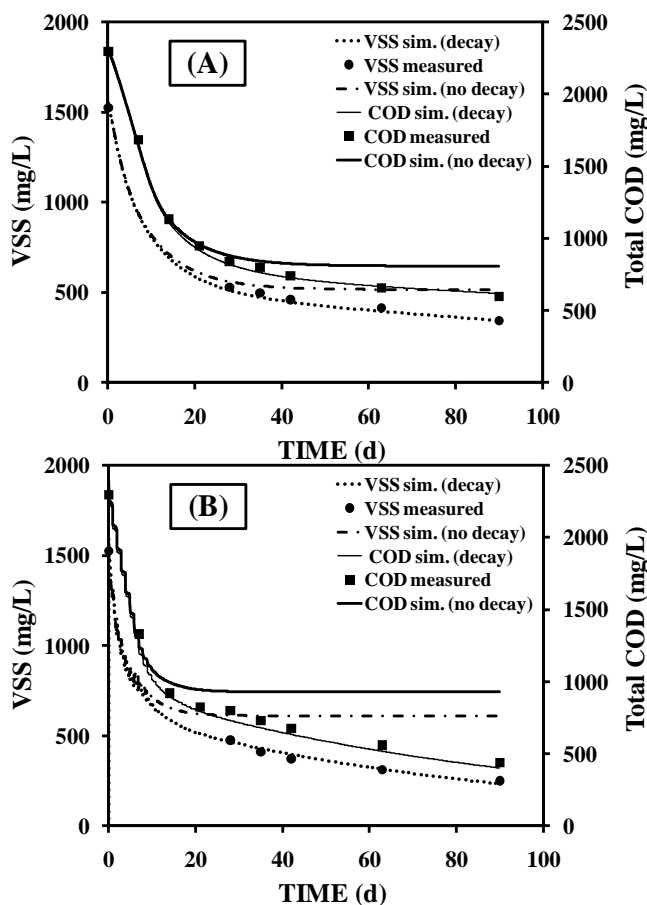 (A)
VSS sim. (decay)
VSS measured
VSS sim. (no decay)
COD sim. (decay)
COD measured
COD sim. (no decay)
VSS (mg/L)
2000
1500
1000
500
0
Total COD (mg/L)
2500
2000
1500
1000
500
0
0 20 40 60 80 100
TIME (d)
(B)
VSS sim. (decay)
VSS measured
VSS sim. (no decay)
COD sim. (decay)
COD measured
COD sim. (no decay)
VSS (mg/L)
2000
1500
1000
500
0
Total COD (mg/L)
2500
2000
1500
1000
500
0
0 20 40 60 80 100
TIME (d)